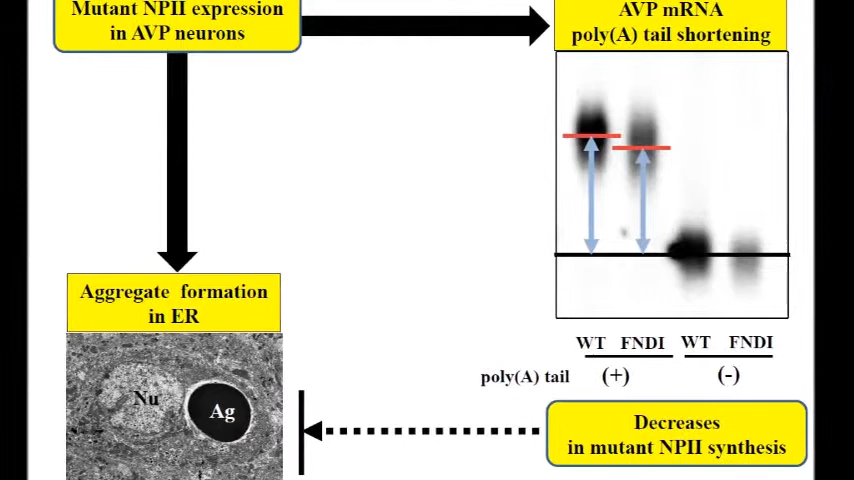 Mutant NPII expression
in AVP neurons
AVP mRNA
poly(A) tail shortening
Aggregate formation
in ER
Nu
Ag
WT FNDI WT FNDI
poly(A) tail (+) (-)
Decreases
in mutant NPII synthesis